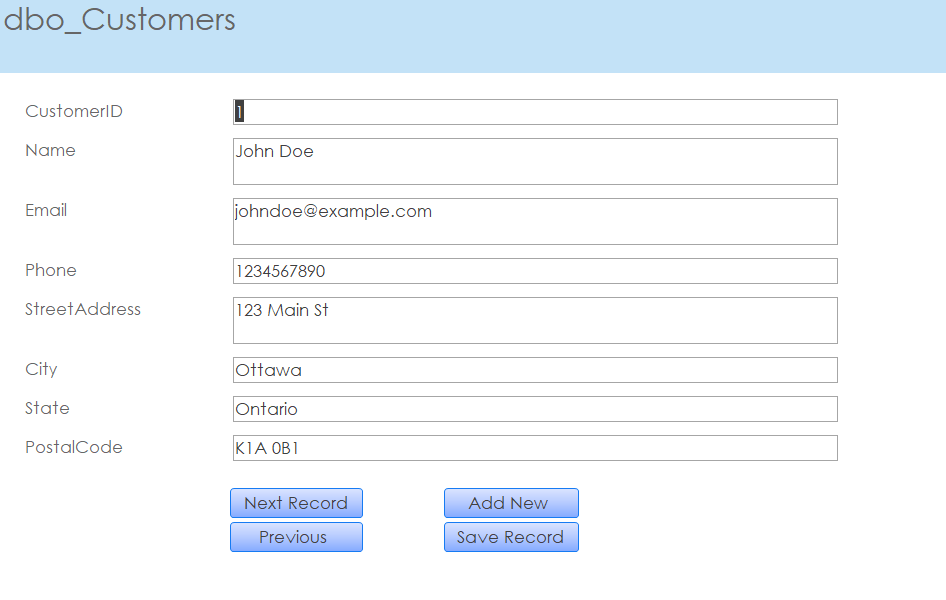 dbo_Customers
CustomerID 1
Name John Doe
Email johndoe@example.com
Phone 1234567890
StreetAddress 123 Main St
City Ottawa
State Ontario
PostalCode K1A 0B1
Next Record Add New
Previous Save Record